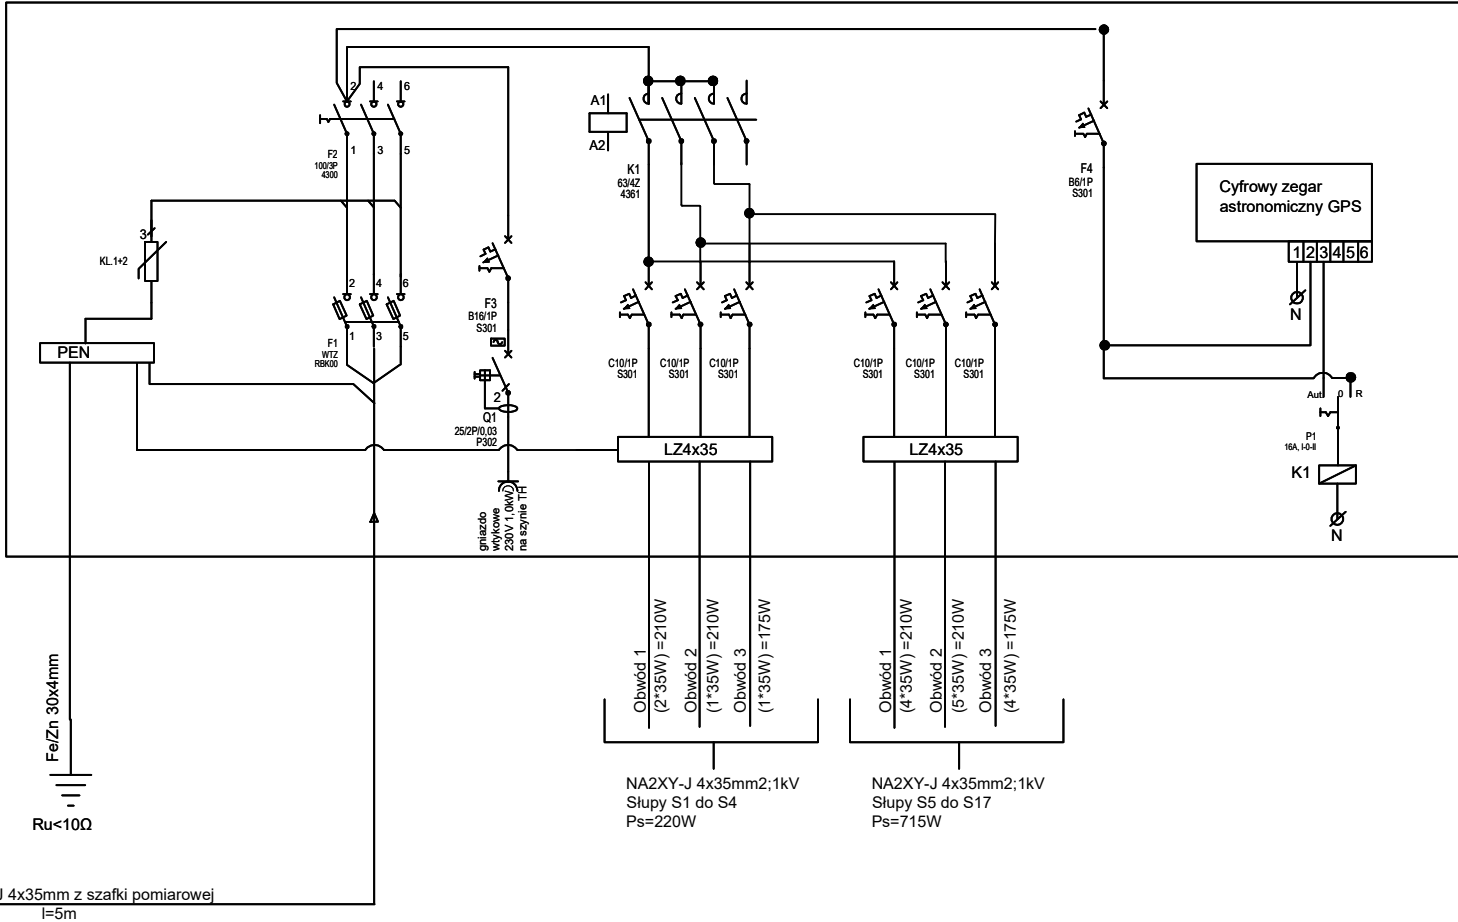 2
4
6
F2
100/3P
4300
1
3
5
3
KL.1+2
2
4
6
F1
WTZ
RBK00
1
3
5
PEN
F3
B16/1P
S301
2
Q1
25/2P/0,03
P302
gniazdo
wtykowe
230V 1,0kW
na szynie TH
A1
A2
K1
63/4Z
4361
C10/1P
S301
C10/1P
S301
C10/1P
S301
C10/1P
S301
C10/1P
S301
C10/1P
S301
LZ4x35
LZ4x35
F4
B6/1P
S301
Cyfrowy zegar
astronomiczny GPS
1 2 3 4 5 6
N
Aut
0
R
P1
16A, I-0-II
K1
N
Fe/Zn 30x4mm
Ru<10Ω
Obwód 1
(2*35W) =210W
Obwód 2
(1*35W) =210W
Obwód 3
(1*35W) =175W
Obwód 1
(4*35W) =210W
Obwód 2
(5*35W) =210W
Obwód 3
(4*35W) =175W
NA2XY-J 4x35mm2;1kV
Słupy S1 do S4
Ps=220W
NA2XY-J 4x35mm2;1kV
Słupy S5 do S17
Ps=715W
J 4x35mm z szafki pomiarowej
l=5m